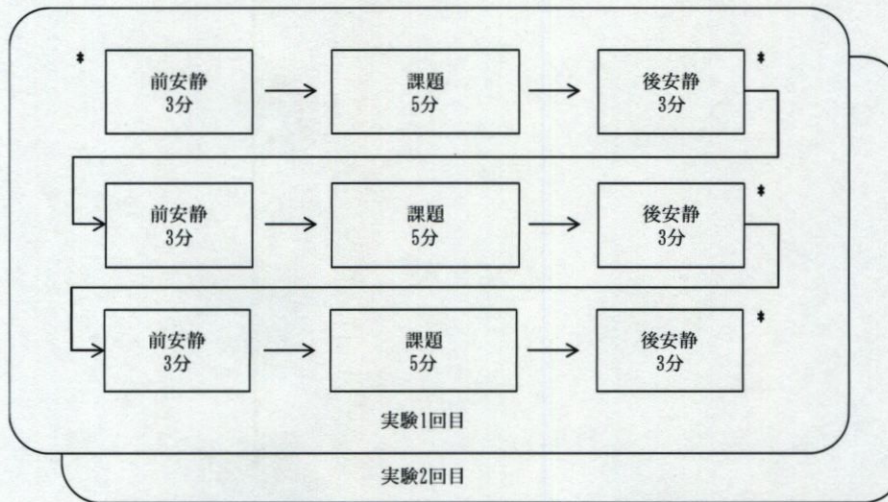 *
前安静
3分
課題
5分
後安静
3分
*
前安静
3分
課題
5分
後安静
3分
*
前安静
3分
課題
5分
後安静
3分
*
実験1回目
実験2回目